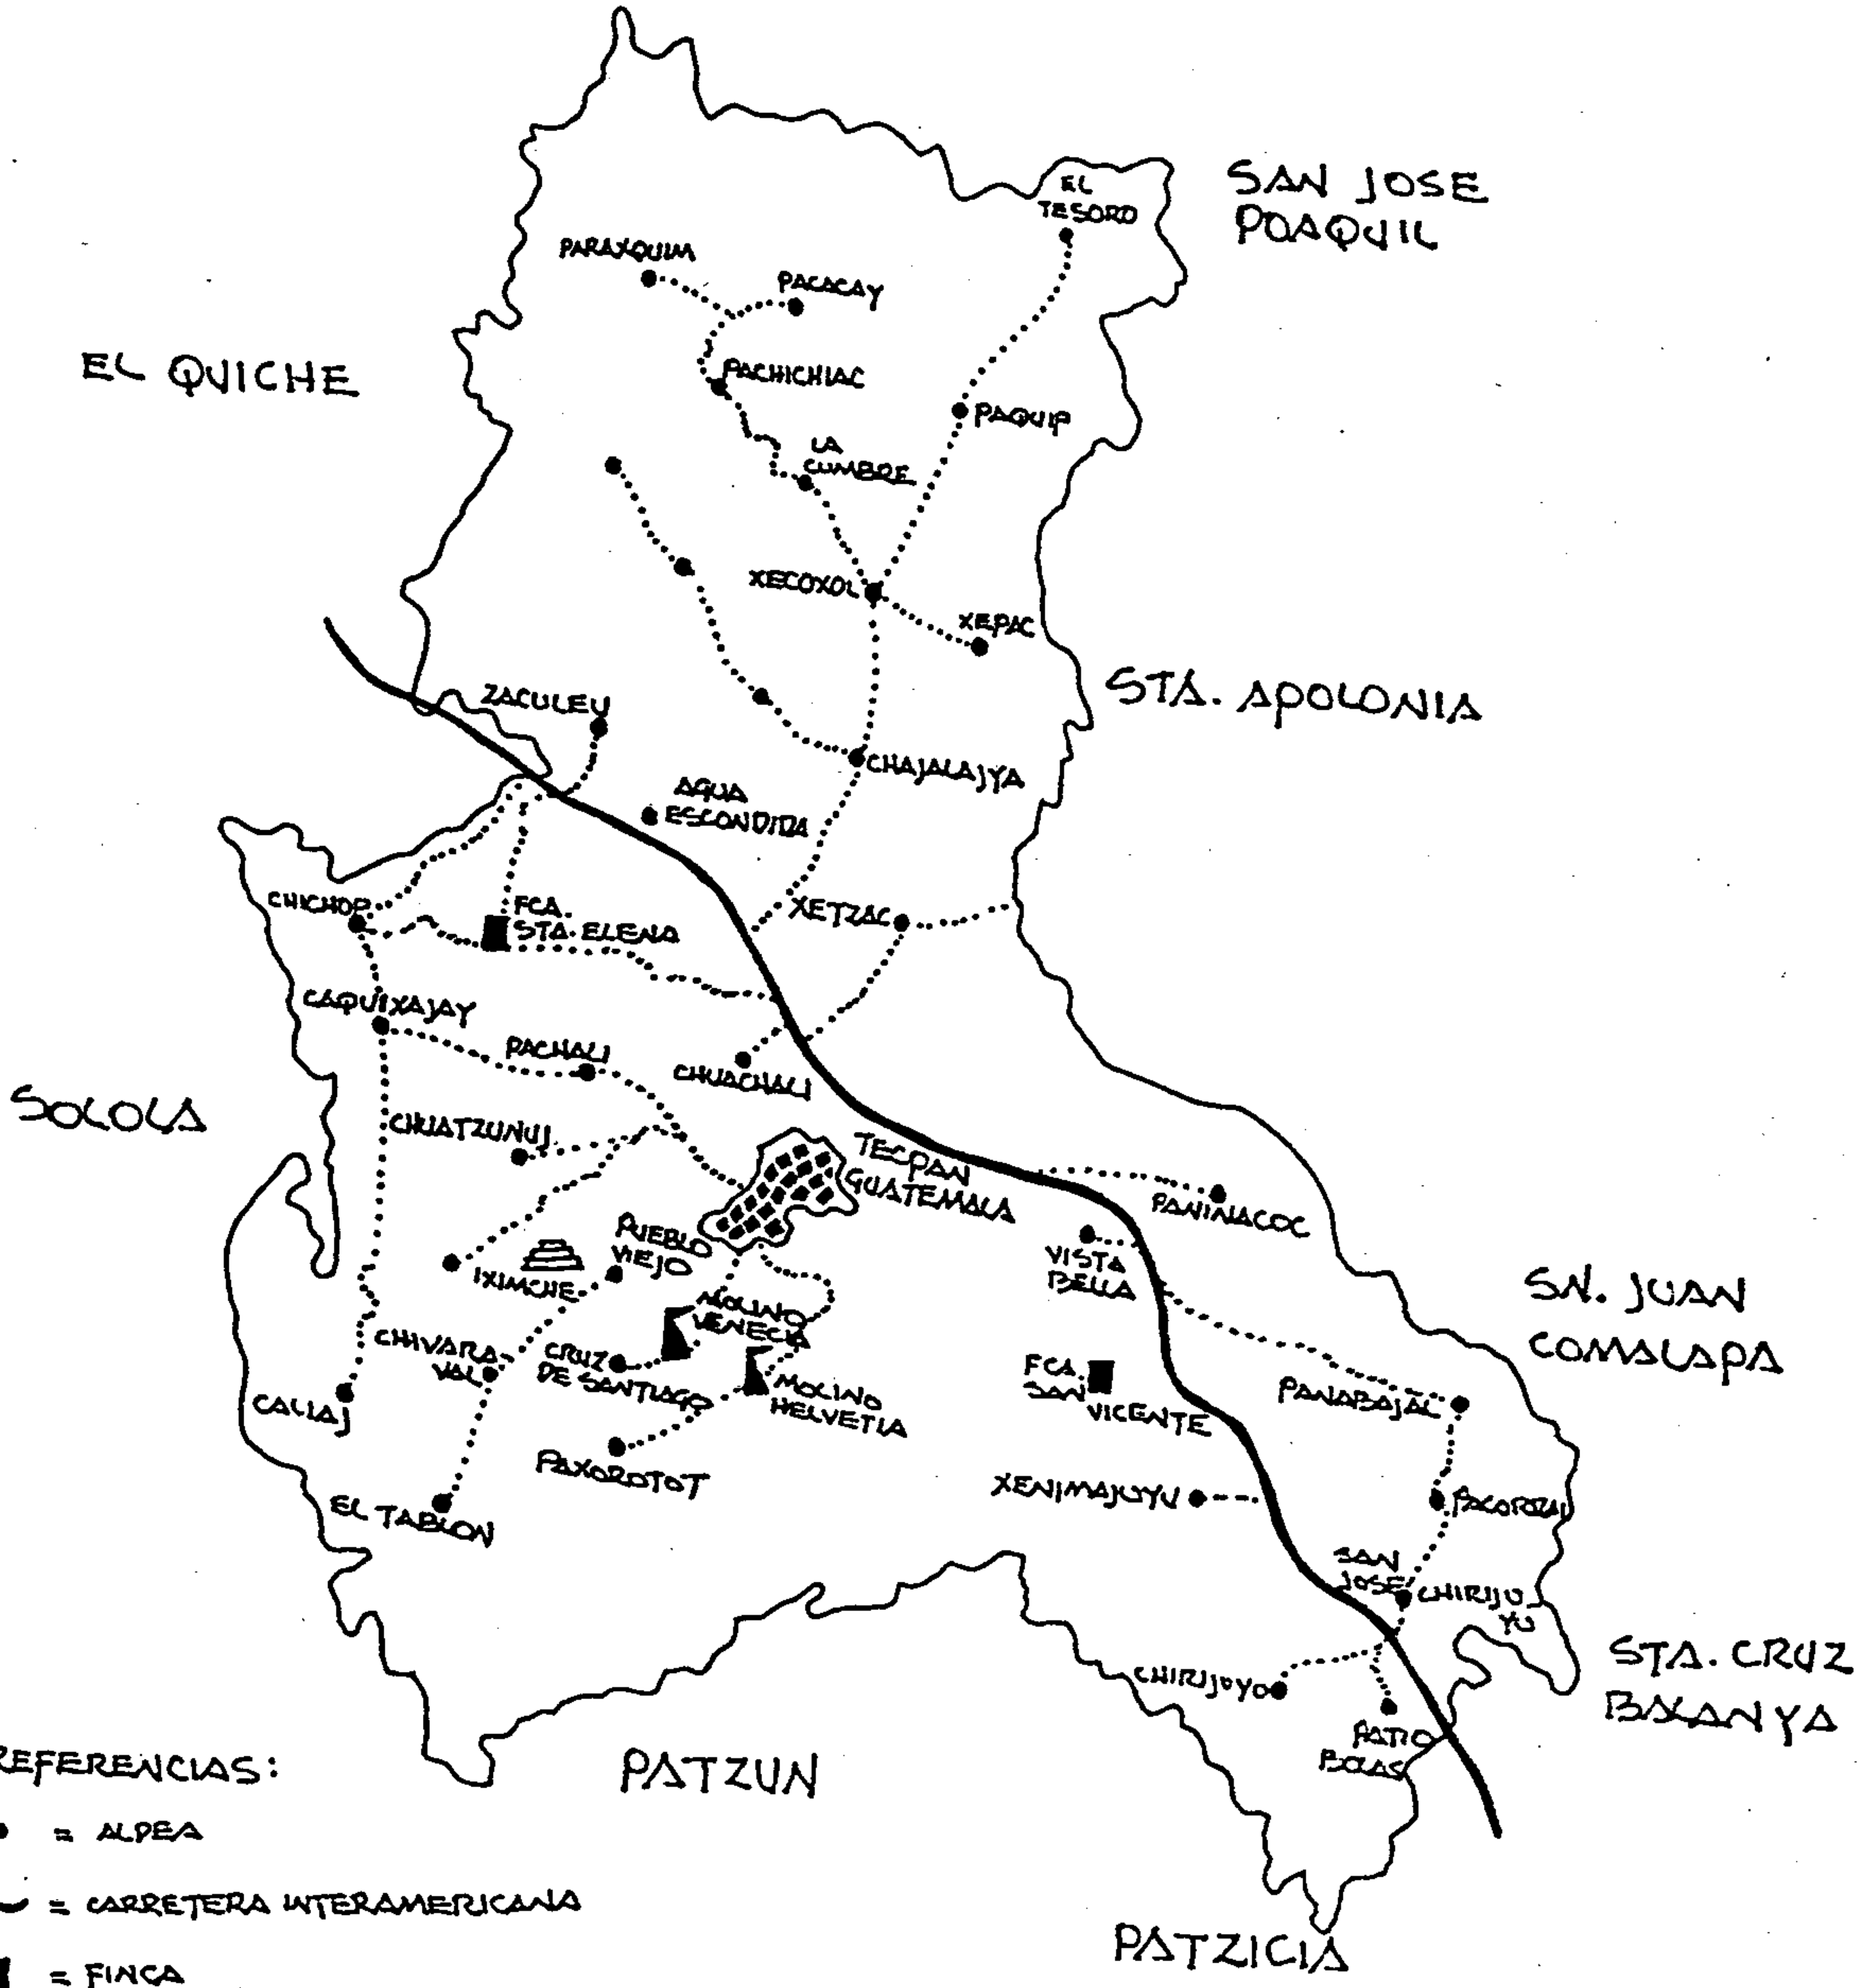 SAN JOSE
POAQUIL
EL
TESORO
PARAXQUIM
PACACAY
EL QUICHE
PACHICHIAC
PAQUIP
LA
CUMBRE
XECOXOL
XEPAC
STA. APOLONIA
ZACULEU
CHAJALAJYA
AGUA
ESCONDIDA
CHICHOP
FCA.
STA. ELENA
XETZAC
CAQUIXAJAY
PACHALI
CHUACHALI
SOLOLA
CHUATZUNUJ
TECPAN
GUATEMALA
PANIMACOC
PUEBLO
VIEJO
IXIMCHE
VISTA
BELLA
SN. JUAN
COMALAPA
MOLINO
VENECIA
CHIVARA-
VAL
CRUZ
DE SANTIAGO
MOLINO
HELVETIA
FCA.
SAN
VICENTE
PANABAJAL
CALIAJ
PAXOROTOT
XENIMAJUYU
PACORRAL
EL TABLON
SAN
JOSE CHIRIJU
YU
STA. CRUZ
BALANYA
CHIRIJUYO
PATIO
BOLAS
PATZUN
REFERENCIAS:
= ALDEA
= CARRETERA INTERAMERICANA
= FINCA
PATZICIA